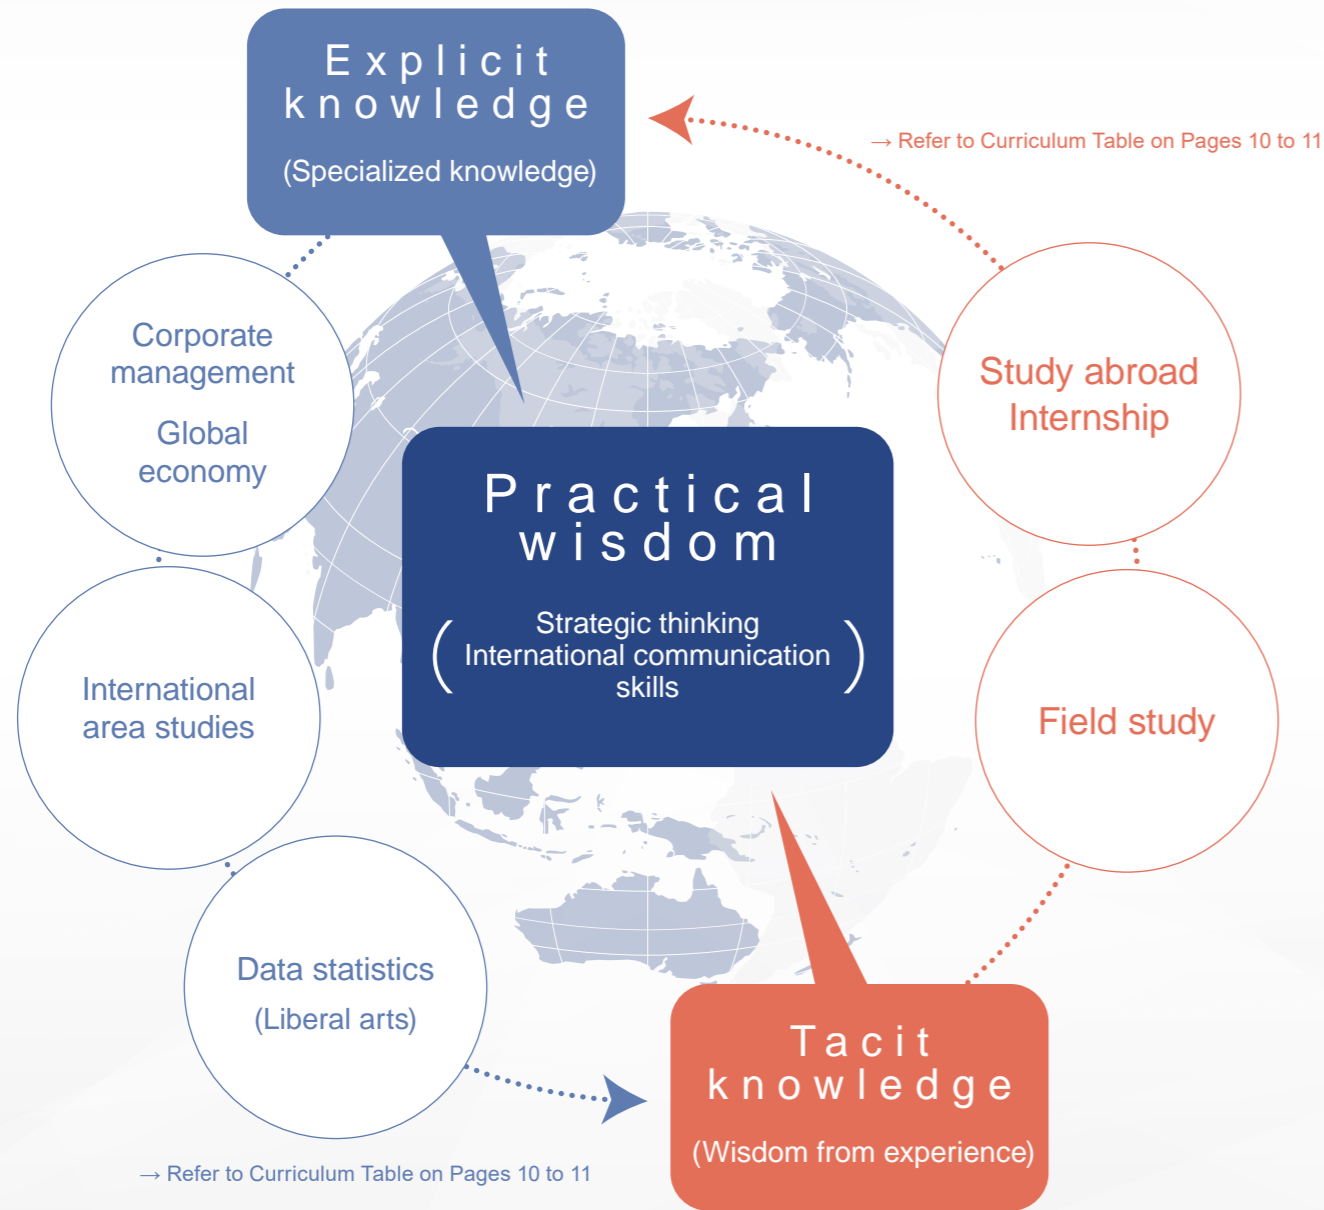 Explicit
knowledge
(Specialized knowledge)
→ Refer to Curriculum Table on Pages 10 to 11
Corporate
management
Global
economy
Study abroad
Internship
Practical
wisdom
( Strategic thinking
International communication
skills )
International
area studies
Field study
Data statistics
(Liberal arts)
Tacit
knowledge
(Wisdom from experience)
→ Refer to Curriculum Table on Pages 10 to 11